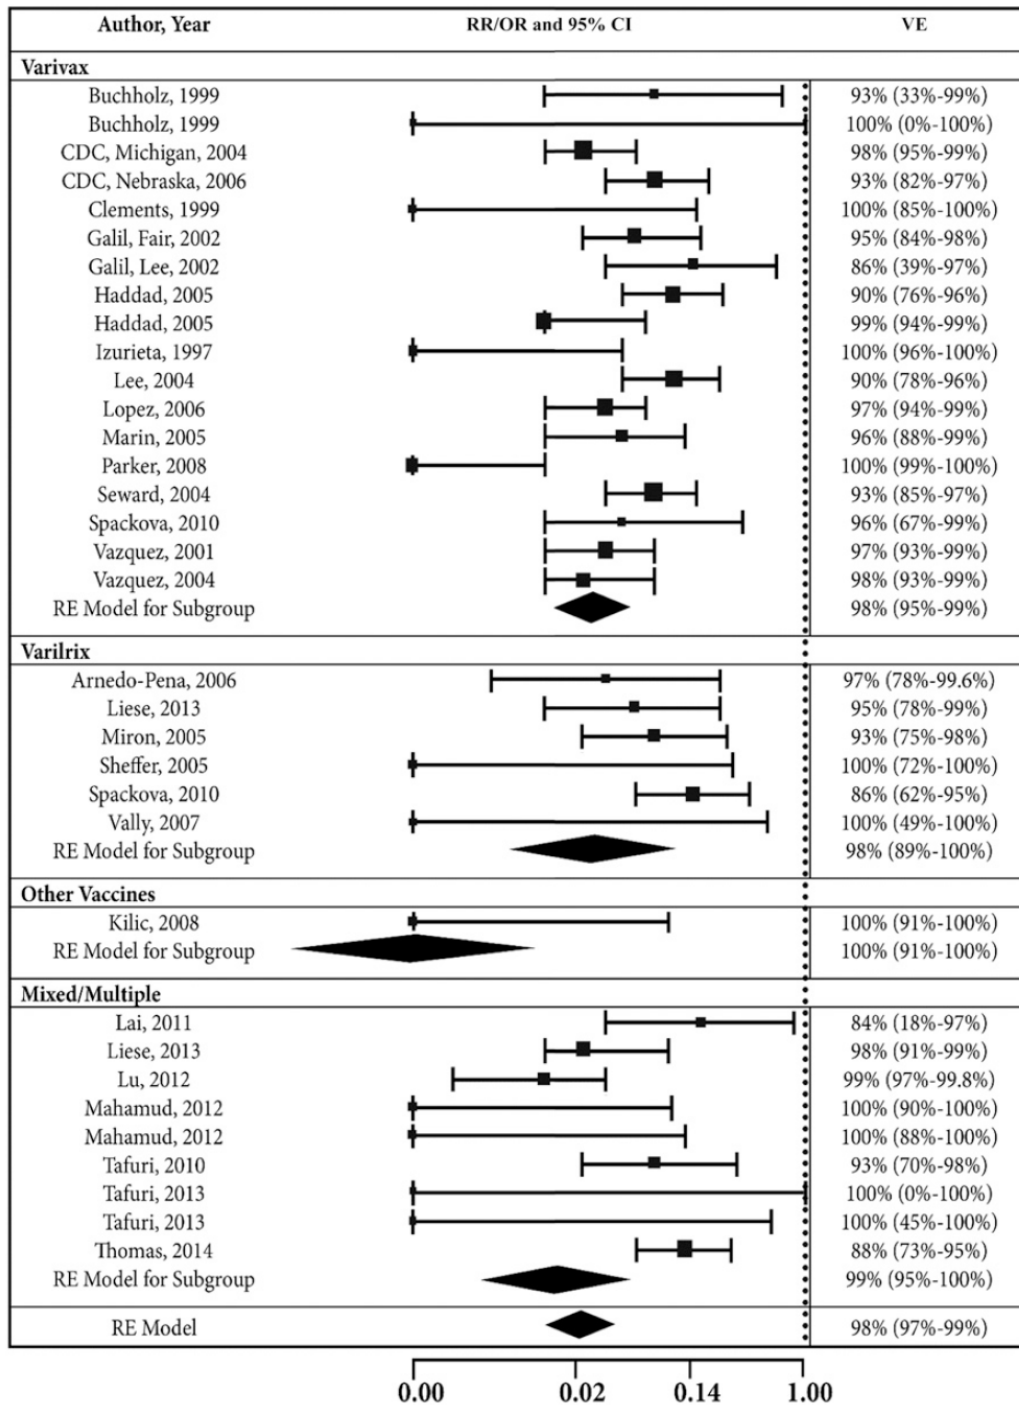 Author, Year RR/OR and 95% CI VE
Varivax
Buchholz, 1999 93% (33%-99%)
Buchholz, 1999 100% (0%-100%)
CDC, Michigan, 2004 98% (95%-99%)
CDC, Nebraska, 2006 93% (82%-97%)
Clements, 1999 100% (85%-100%)
Galil, Fair, 2002 95% (84%-98%)
Galil, Lee, 2002 86% (39%-97%)
Haddad, 2005 90% (76%-96%)
Haddad, 2005 99% (94%-99%)
Izurieta, 1997 100% (96%-100%)
Lee, 2004 90% (78%-96%)
Lopez, 2006 97% (94%-99%)
Marin, 2005 96% (88%-99%)
Parker, 2008 100% (99%-100%)
Seward, 2004 93% (85%-97%)
Spackova, 2010 96% (67%-99%)
Vazquez, 2001 97% (93%-99%)
Vazquez, 2004 98% (93%-99%)
RE Model for Subgroup 98% (95%-99%)
Varilrix
Arnedo-Pena, 2006 97% (78%-99.6%)
Liese, 2013 95% (78%-99%)
Miron, 2005 93% (75%-98%)
Sheffer, 2005 100% (72%-100%)
Spackova, 2010 86% (62%-95%)
Vally, 2007 100% (49%-100%)
RE Model for Subgroup 98% (89%-100%)
Other Vaccines
Kilic, 2008 100% (91%-100%)
RE Model for Subgroup 100% (91%-100%)
Mixed/Multiple
Lai, 2011 84% (18%-97%)
Liese, 2013 98% (91%-99%)
Lu, 2012 99% (97%-99.8%)
Mahamud, 2012 100% (90%-100%)
Mahamud, 2012 100% (88%-100%)
Tafuri, 2010 93% (70%-98%)
Tafuri, 2013 100% (0%-100%)
Tafuri, 2013 100% (45%-100%)
Thomas, 2014 88% (73%-95%)
RE Model for Subgroup 99% (95%-100%)
RE Model 98% (97%-99%)
0.00 0.02 0.14 1.00